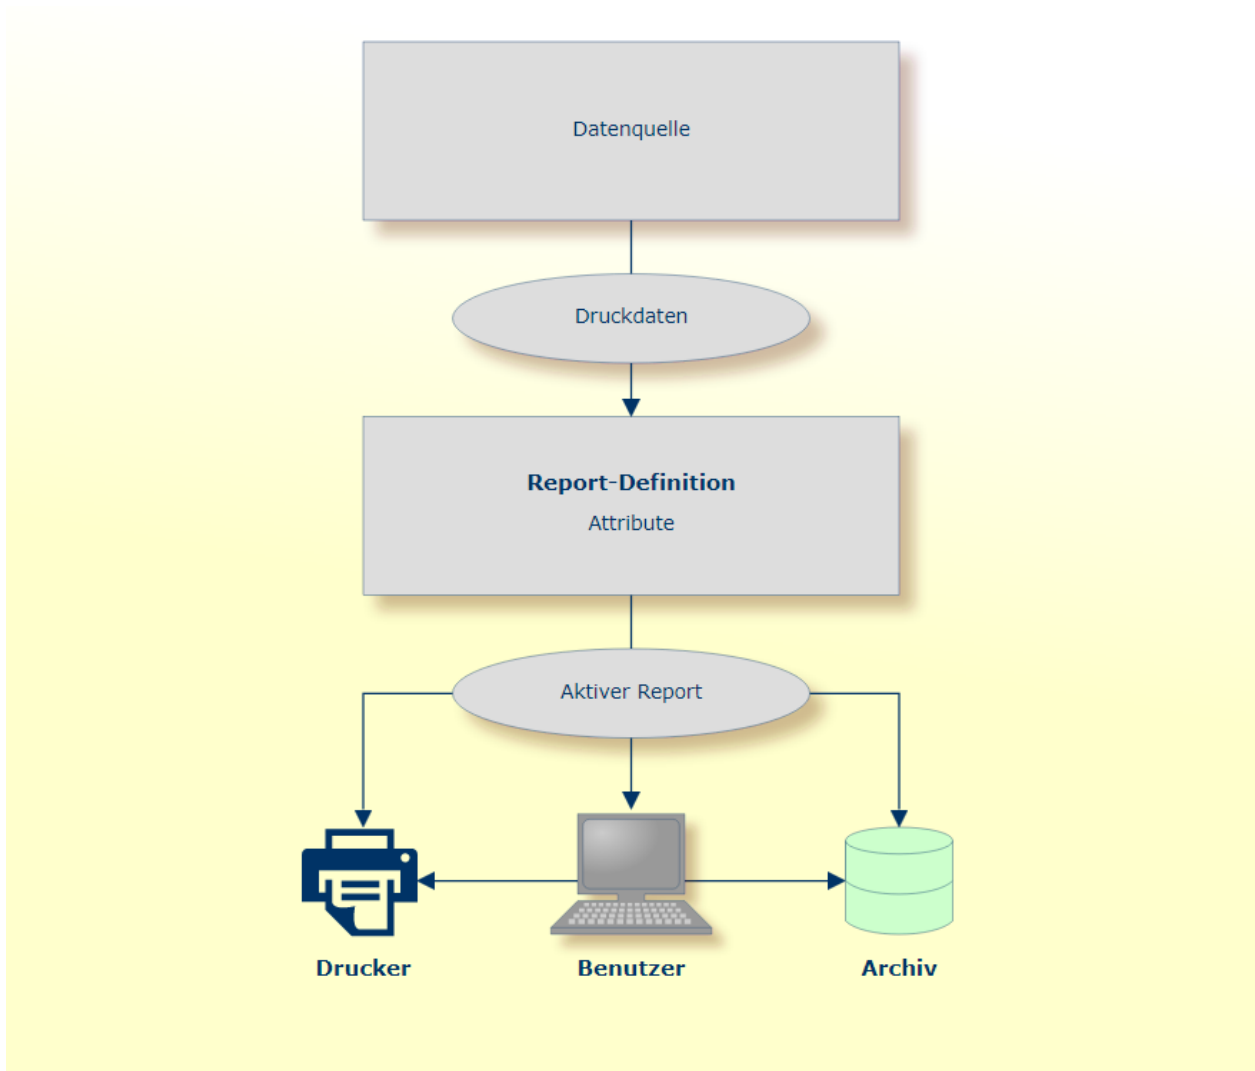 Datenquelle
Druckdaten
Report-Definition
Attribute
Aktiver Report
Drucker
Benutzer
Archiv